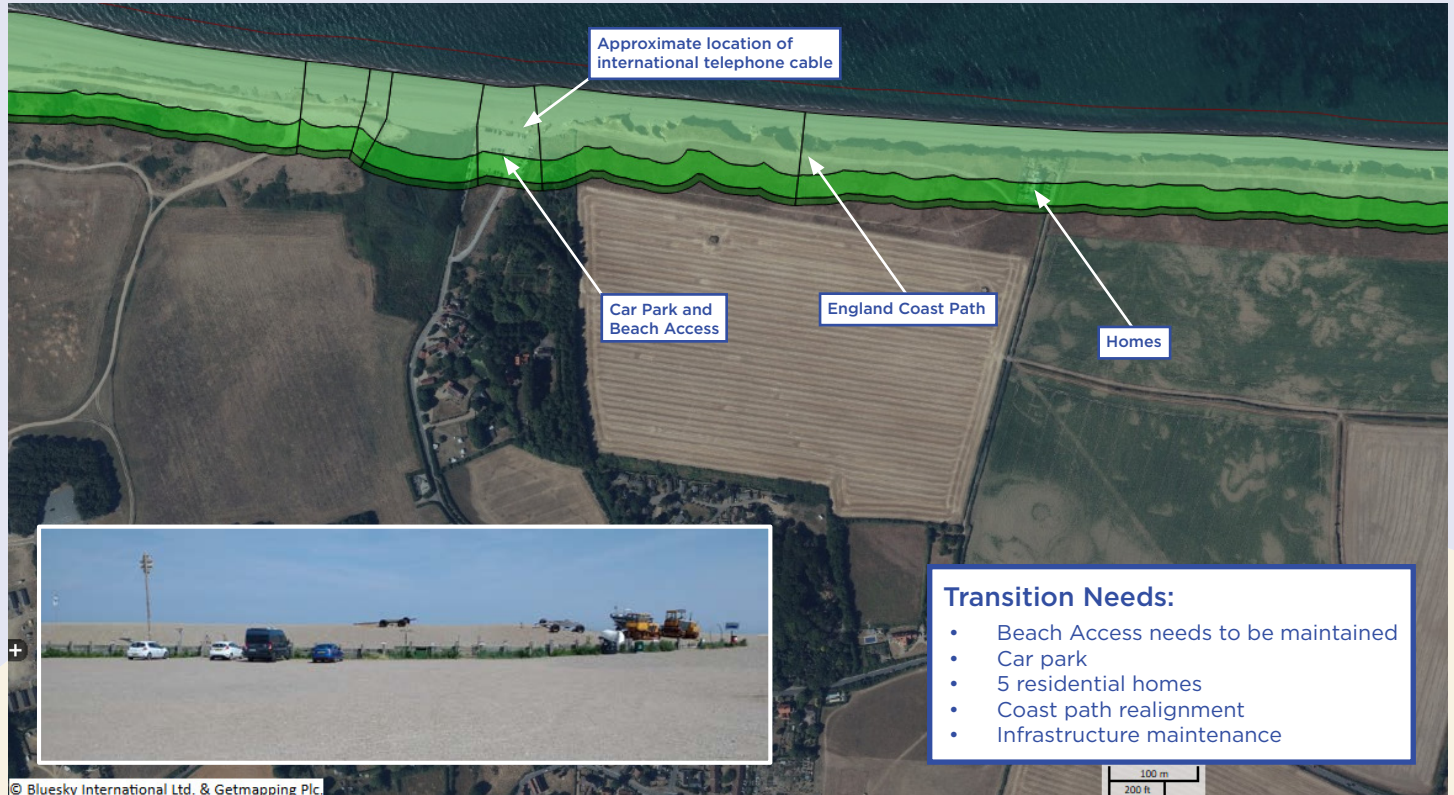 Approximate location of
international telephone cable
Car Park and
Beach Access
England Coast Path
Homes
Transition Needs:
• Beach Access needs to be maintained
• Car park
• 5 residential homes
• Coast path realignment
• Infrastructure maintenance
100 m
200 ft
© Bluesky International Ltd. & Getmapping Plc.